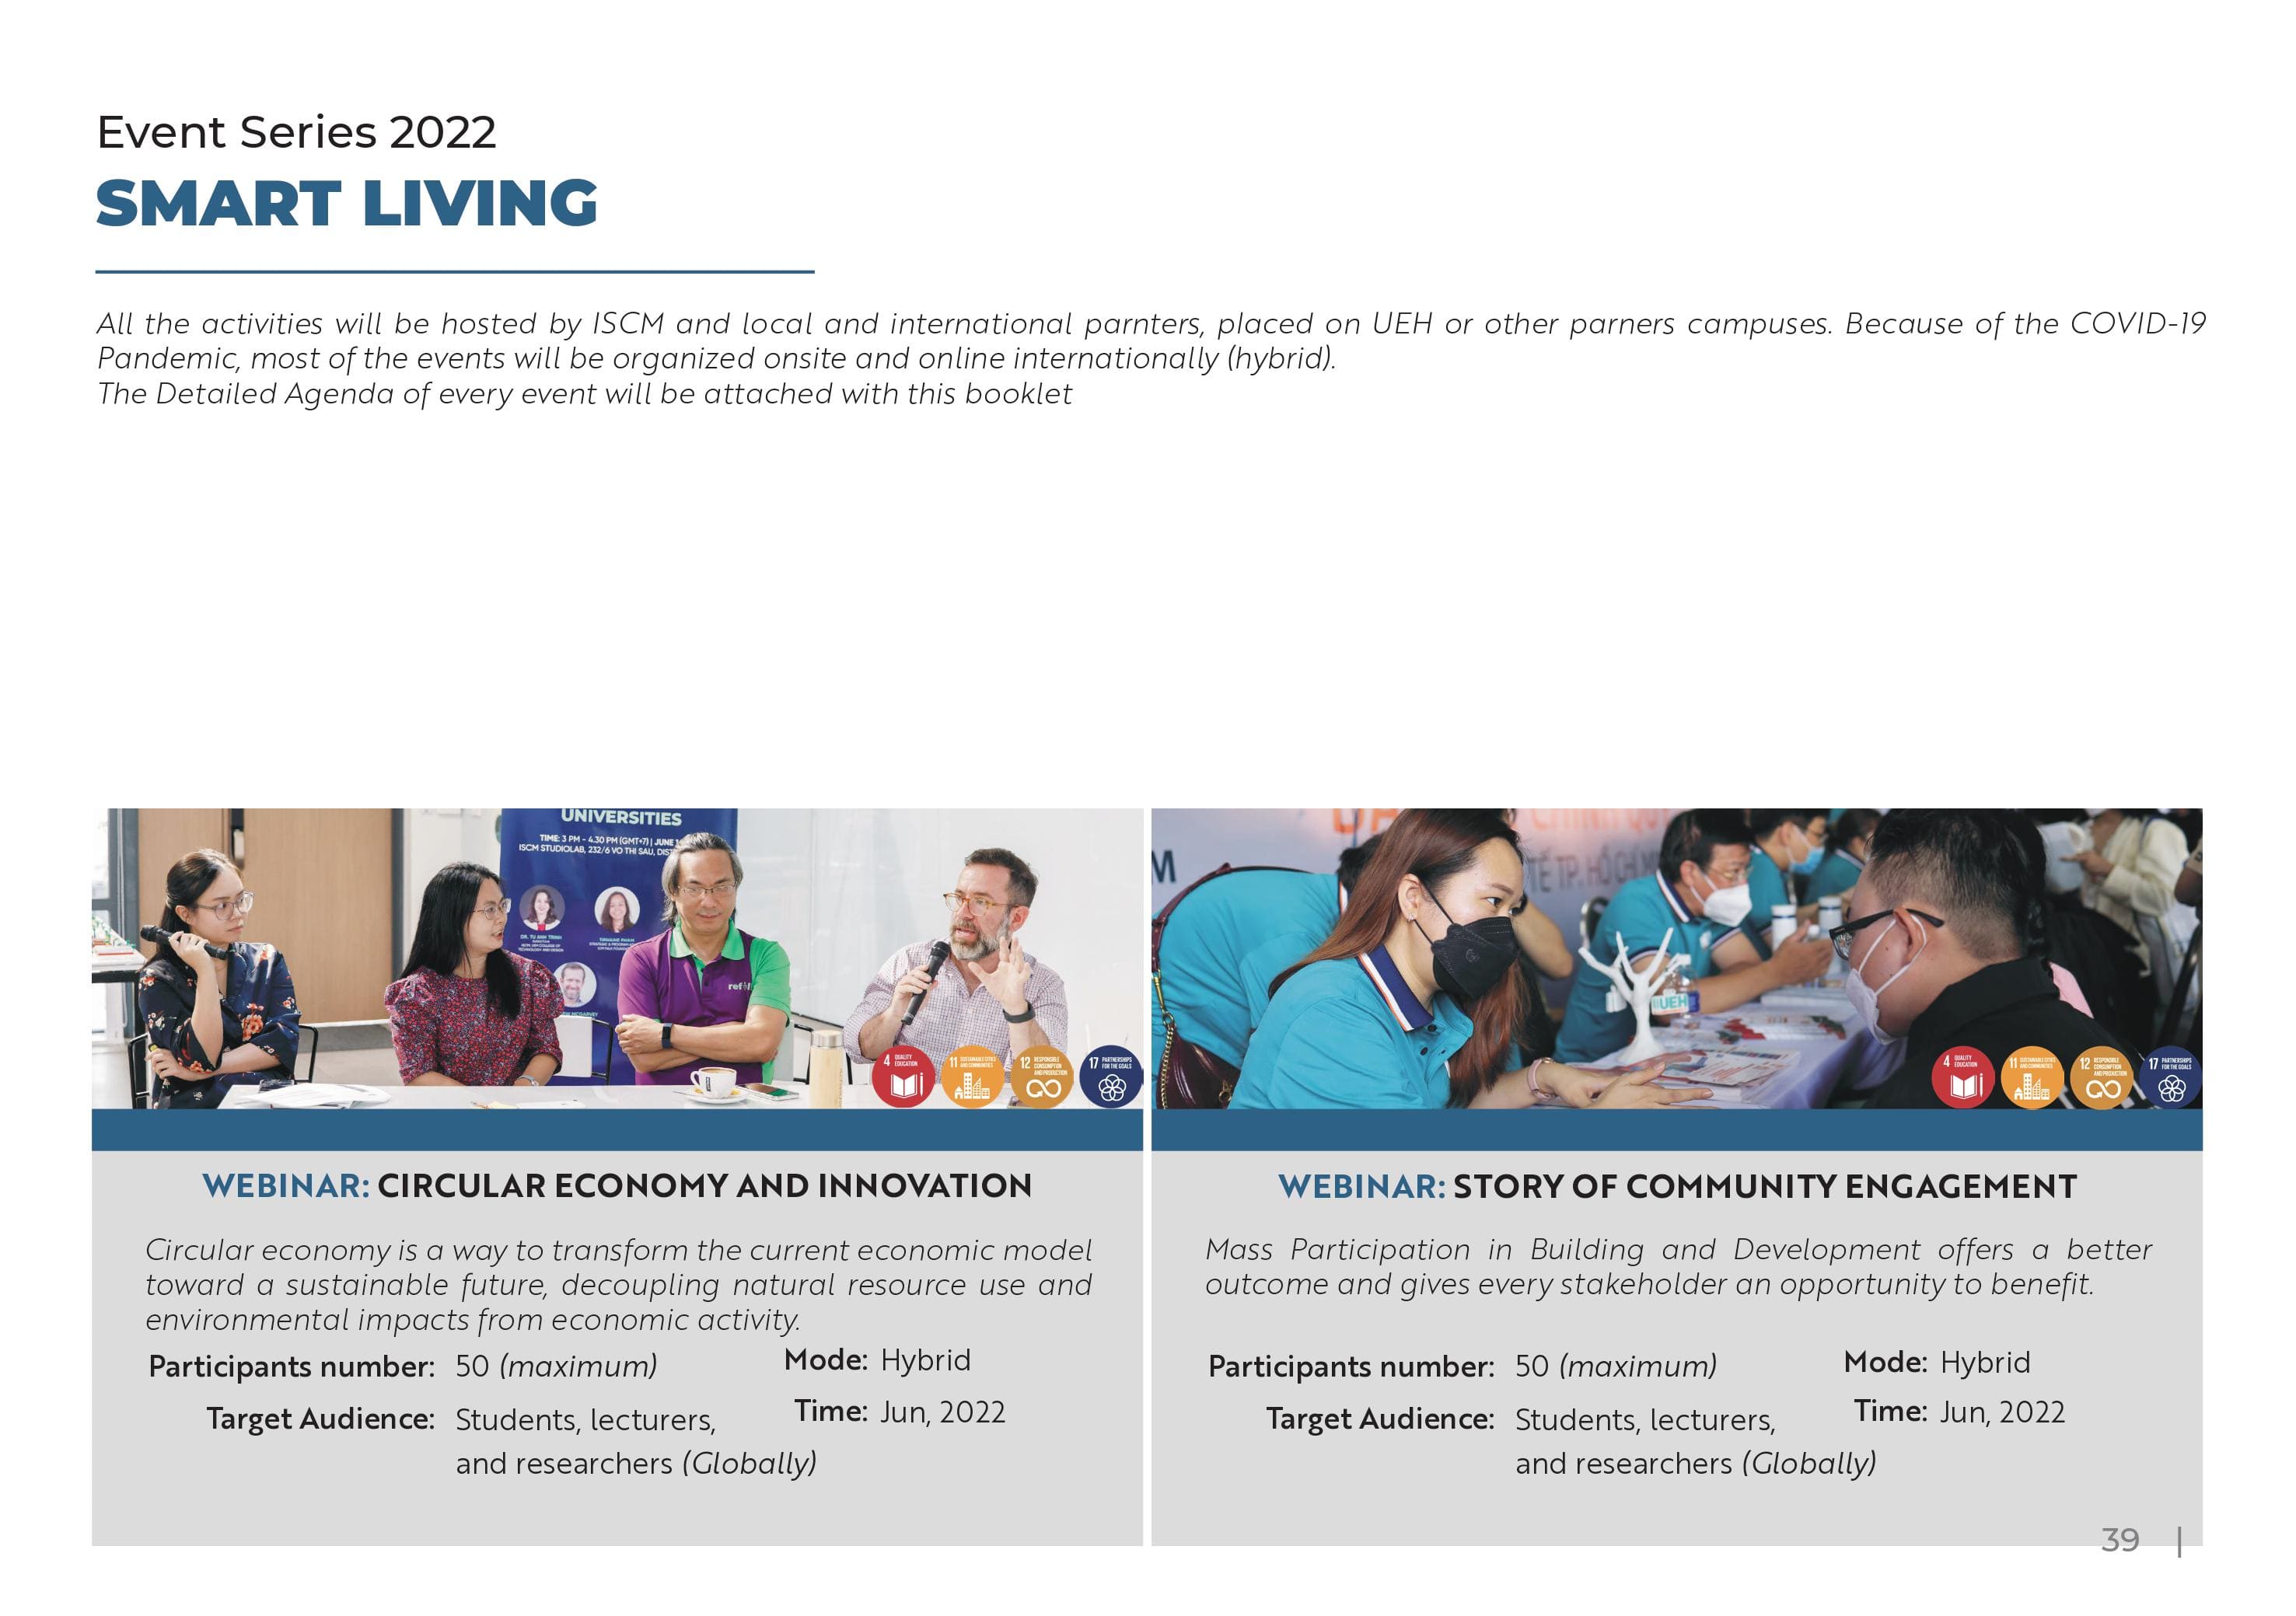 Event Series 2022
SMART LIVING
All the activities will be hosted by ISCM and local and international parnters, placed on UEH or other parners campuses. Because of the COVID-19
Pandemic, most of the events will be organized onsite and online internationally (hybrid).
The Detailed Agenda of every event will be attached with this booklet
UNIVERSITIES
TIME: 3 PM - 4.30 PM (GMT+7) | JUNE
ISCM STUDIOLAB, 232/6 VO THI SAU, DIST
DR. TU ANH TRINH
4 QUALITY EDUCATION
11 SUSTAINABLE CITIES AND COMMUNITIES
12 RESPONSIBLE CONSUMPTION AND PRODUCTION
17 PARTNERSHIPS FOR THE GOALS
WEBINAR: CIRCULAR ECONOMY AND INNOVATION
Circular economy is a way to transform the current economic model
toward a sustainable future, decoupling natural resource use and
environmental impacts from economic activity.
Participants number: 50 (maximum)
Mode: Hybrid
Target Audience: Students, lecturers,
and researchers (Globally)
Time: Jun, 2022
M
TẾ TP. HỒ CHÍ M
UEH
4 QUALITY EDUCATION
11 SUSTAINABLE CITIES AND COMMUNITIES
12 RESPONSIBLE CONSUMPTION AND PRODUCTION
17 PARTNERSHIPS FOR THE GOALS
WEBINAR: STORY OF COMMUNITY ENGAGEMENT
Mass Participation in Building and Development offers a better
outcome and gives every stakeholder an opportunity to benefit.
Participants number: 50 (maximum)
Mode: Hybrid
Target Audience: Students, lecturers,
and researchers (Globally)
Time: Jun, 2022
39 |